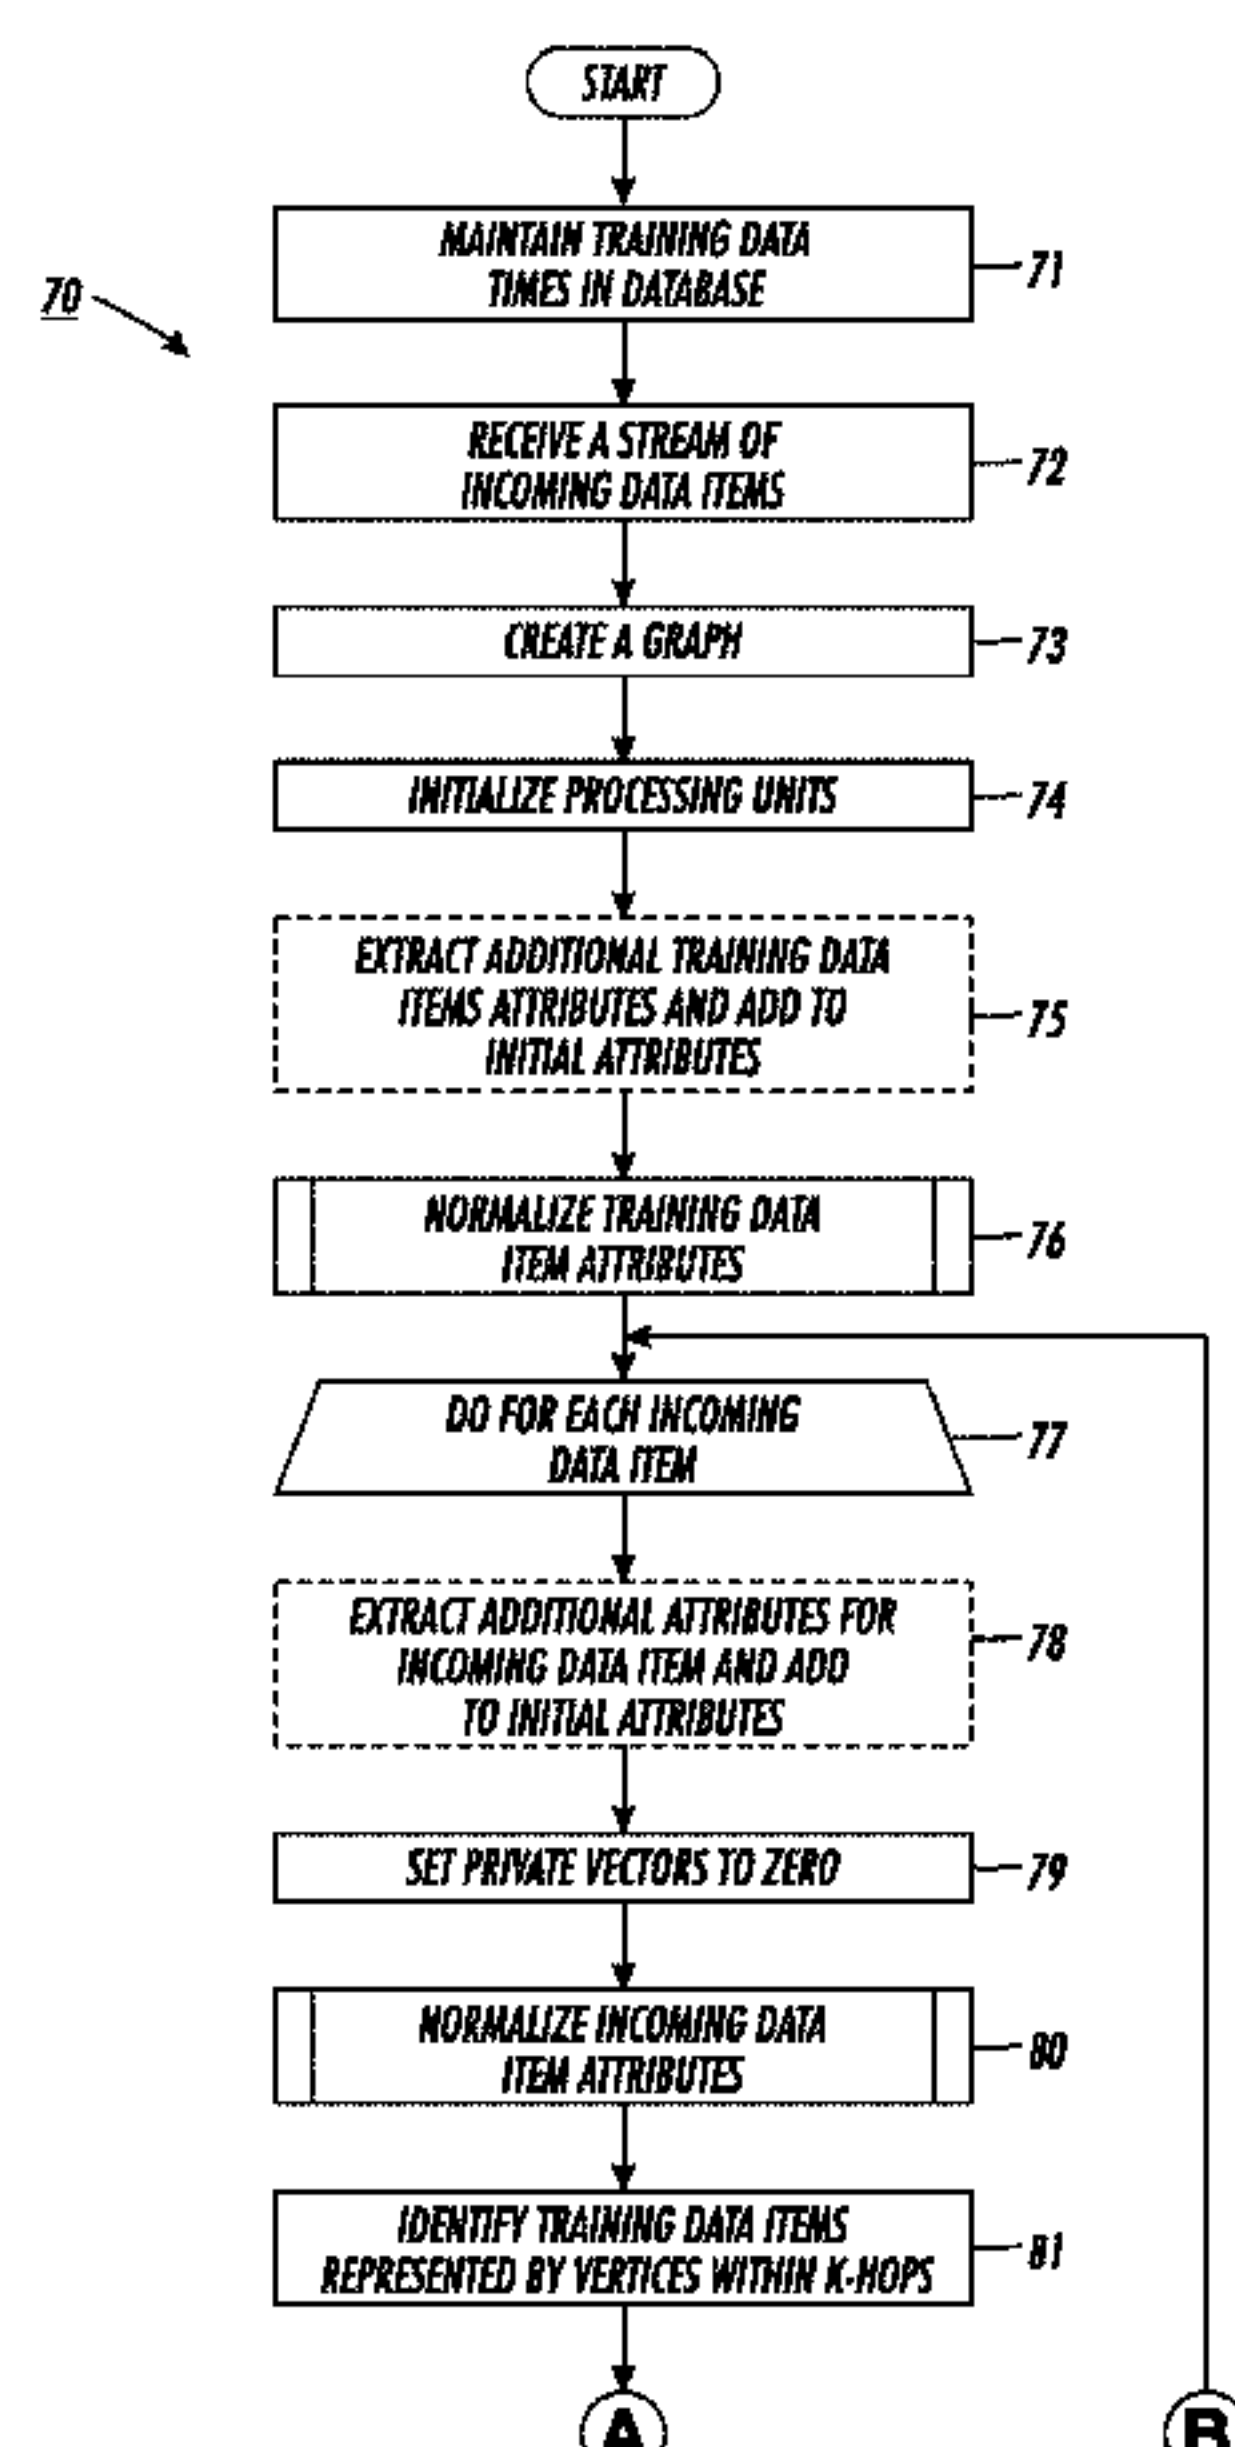 START
70
MAINTAIN TRAINING DATA
TIMES IN DATABASE
71
RECEIVE A STREAM OF
INCOMING DATA ITEMS
72
CREATE A GRAPH
73
INITIALIZE PROCESSING UNITS
74
EXTRACT ADDITIONAL TRAINING DATA
ITEMS ATTRIBUTES AND ADD TO
INITIAL ATTRIBUTES
75
NORMALIZE TRAINING DATA
ITEM ATTRIBUTES
76
DO FOR EACH INCOMING
DATA ITEM
77
EXTRACT ADDITIONAL ATTRIBUTES FOR
INCOMING DATA ITEM AND ADD
TO INITIAL ATTRIBUTES
78
SET PRIVATE VECTORS TO ZERO
79
NORMALIZE INCOMING DATA
ITEM ATTRIBUTES
80
IDENTIFY TRAINING DATA ITEMS
REPRESENTED BY VERTICES WITHIN K-HOPS
81
A
B